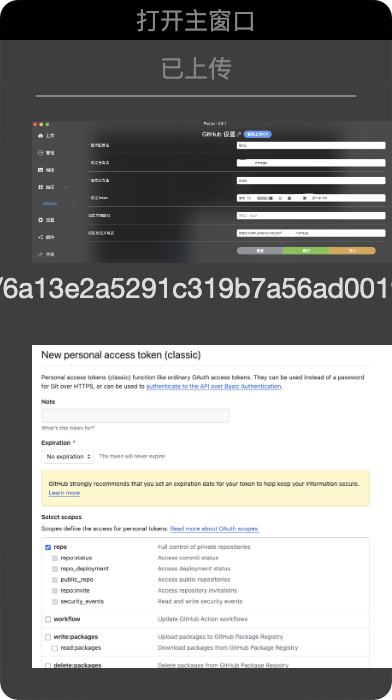 打开主窗口
已上传
PicList - 2.9.1
GitHub 设置
上传
管理
相册
图床
GitHub
设置
插件
手册
/6a13e2a5291c319b7a56ad0019
New personal access token (classic)
Personal access tokens (classic) function like ordinary OAuth access tokens. They can be used instead of a password
for Git over HTTPS, or can be used to authenticate to the API over Basic Authentication.
Note
What's this token for?
Expiration *
No expiration The token will never expire!
GitHub strongly recommends that you set an expiration date for your token to help keep your information secure.
Learn more
Select scopes
Scopes define the access for personal tokens. Read more about OAuth scopes.
repo Full control of private repositories
repo:status Access commit status
repo_deployment Access deployment status
public_repo Access public repositories
repo:invite Access repository invitations
security_events Read and write security events
workflow Update GitHub Action workflows
write:packages Upload packages to GitHub Package Registry
read:packages Download packages from GitHub Package Registry
delete:packages Delete packages from GitHub Package Registry